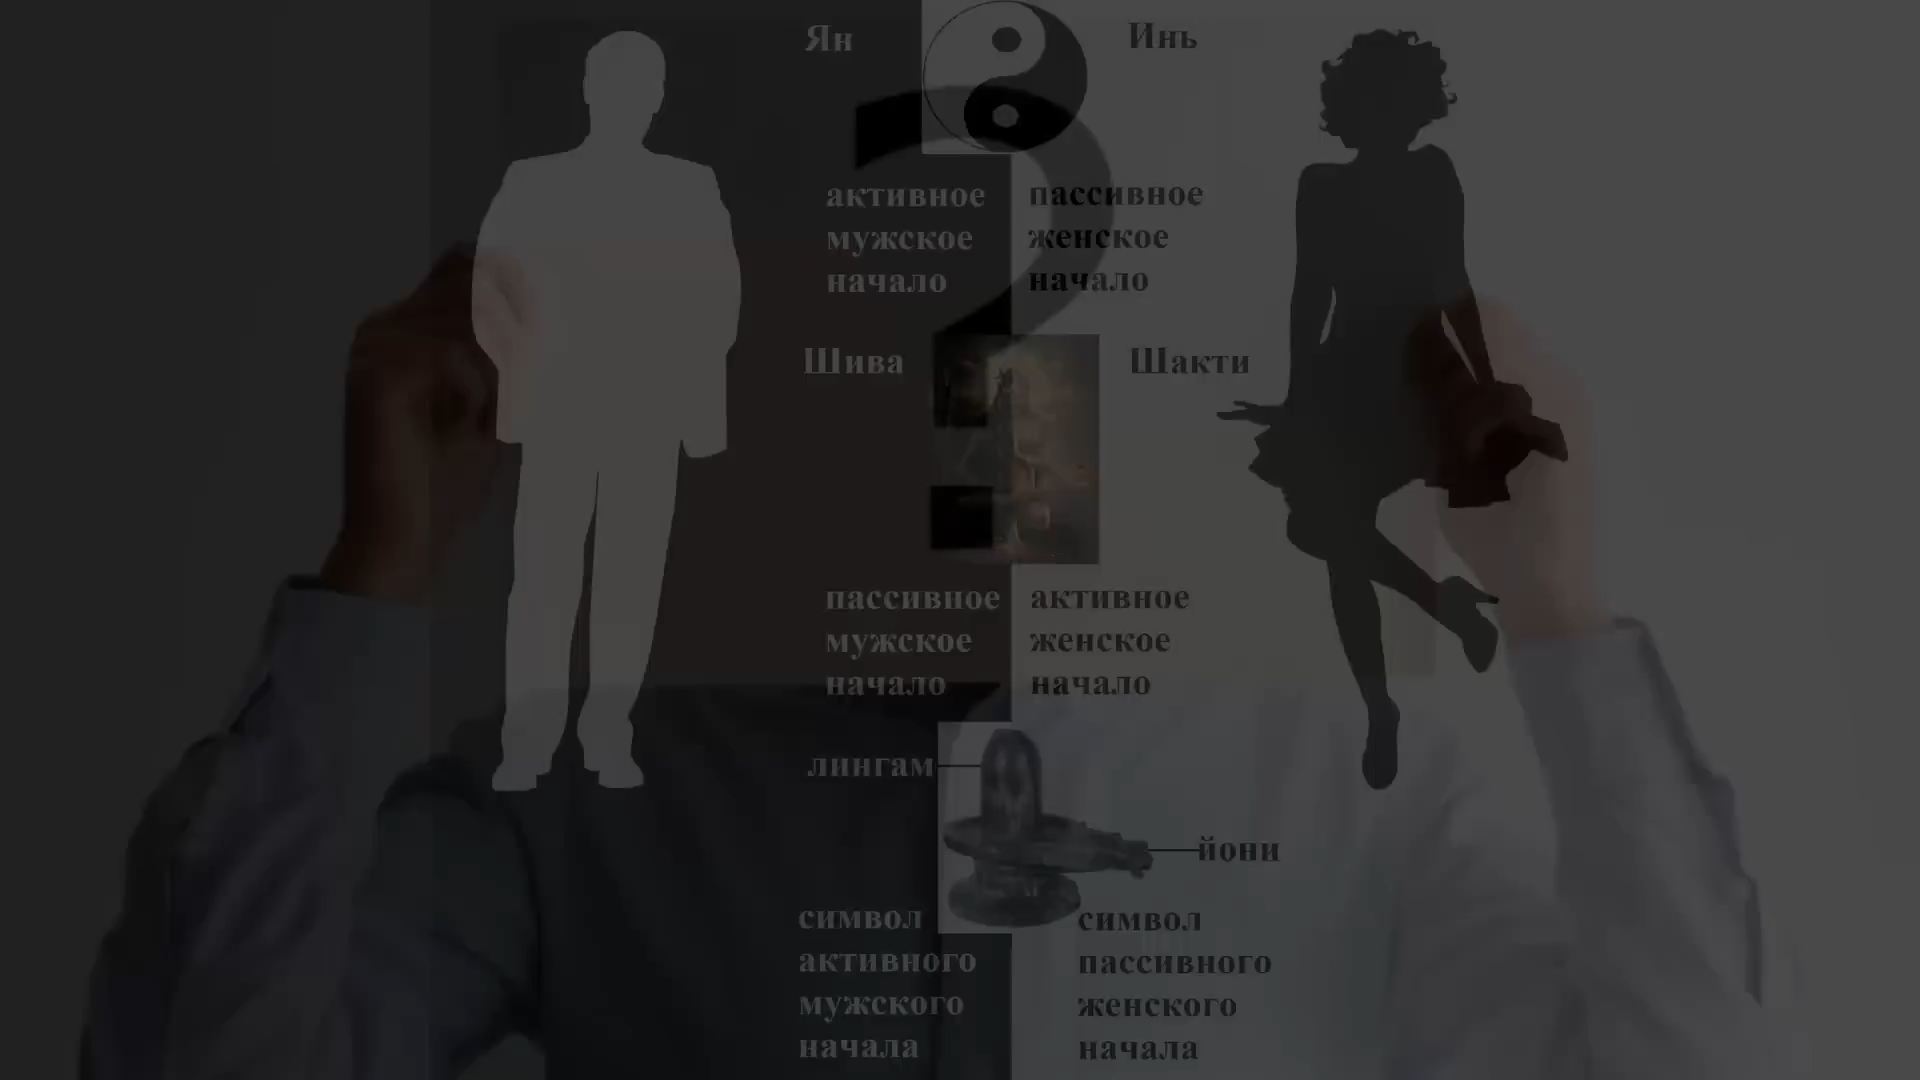 Ян
Инь
активное
мужское
начало
пассивное
женское
начало
Шива
Шакти
пассивное
мужское
начало
активное
женское
начало
лингам
йони
символ
активного
мужского
начала
символ
пассивного
женского
начала